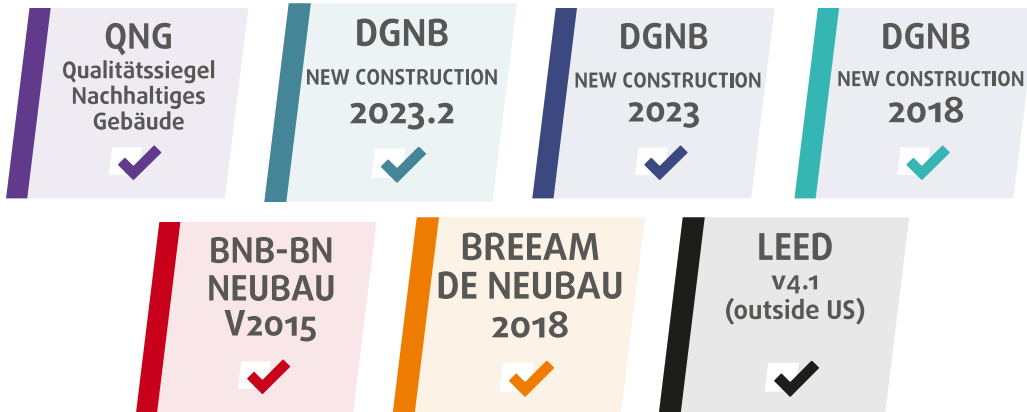 QNG
Qualitätssiegel
Nachhaltiges
Gebäude
DGNB
NEW CONSTRUCTION
2023.2
DGNB
NEW CONSTRUCTION
2023
DGNB
NEW CONSTRUCTION
2018
BNB-BN
NEUBAU
V2015
BREEAM
DE NEUBAU
2018
LEED
v4.1
(outside US)